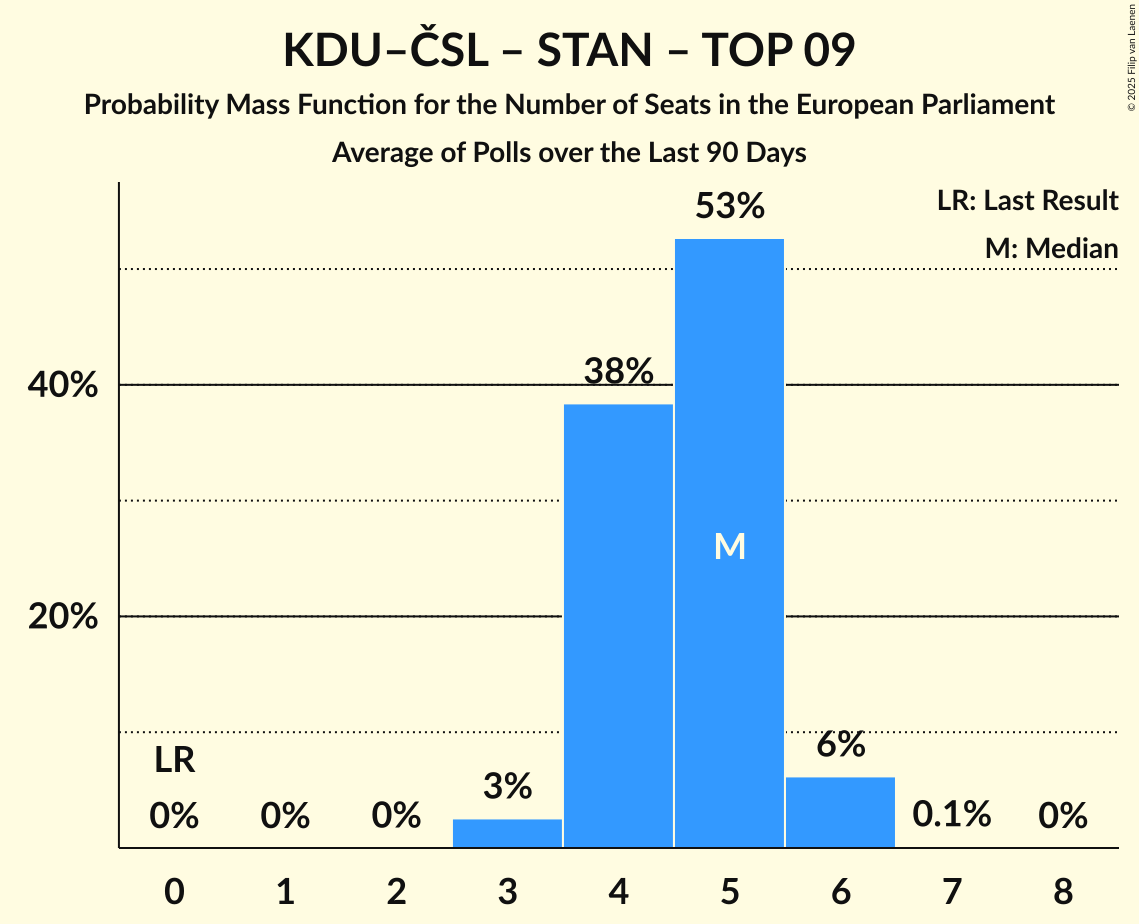 KDU–ČSL – STAN – TOP 09
Probability Mass Function for the Number of Seats in the European Parliament
Average of Polls over the Last 90 Days
© 2025 Filip van Laenen
LR: Last Result
M: Median
53%
40%
38%
M
20%
LR
6%
3%
0%
0%
0%
0.1%
0%
0 1 2 3 4 5 6 7 8